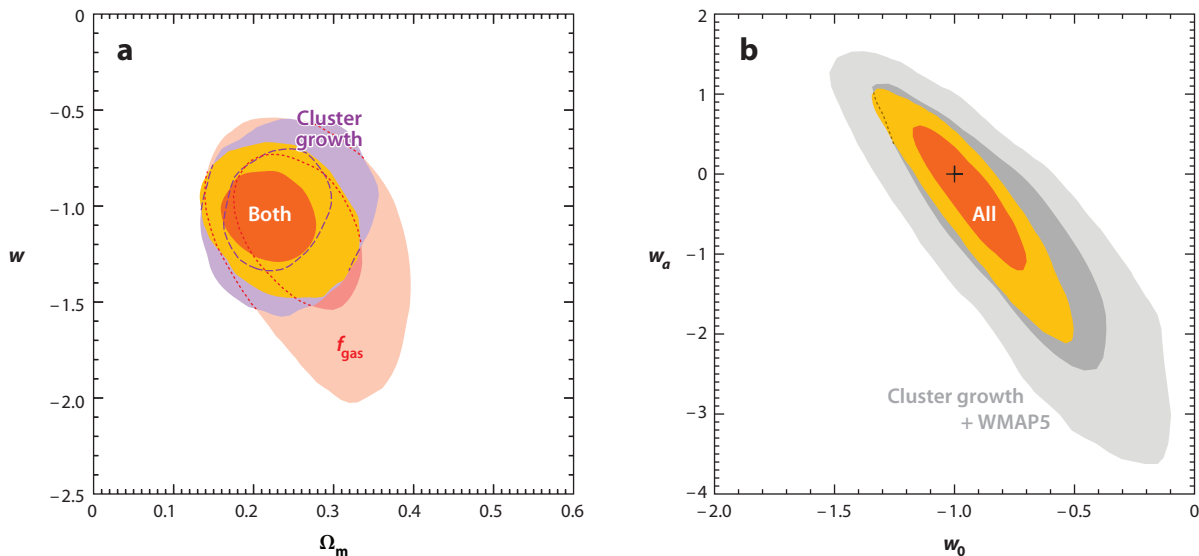 a
0
−0.5
−1.0
−1.5
−2.0
−2.5
w
Cluster
growth
Both
f gas
0 0.1 0.2 0.3 0.4 0.5 0.6
Ωm
b
2
1
0
−1
−2
−3
−4
wa
All
Cluster growth
+ WMAP5
−2.0 −1.5 −1.0 −0.5 0
w0